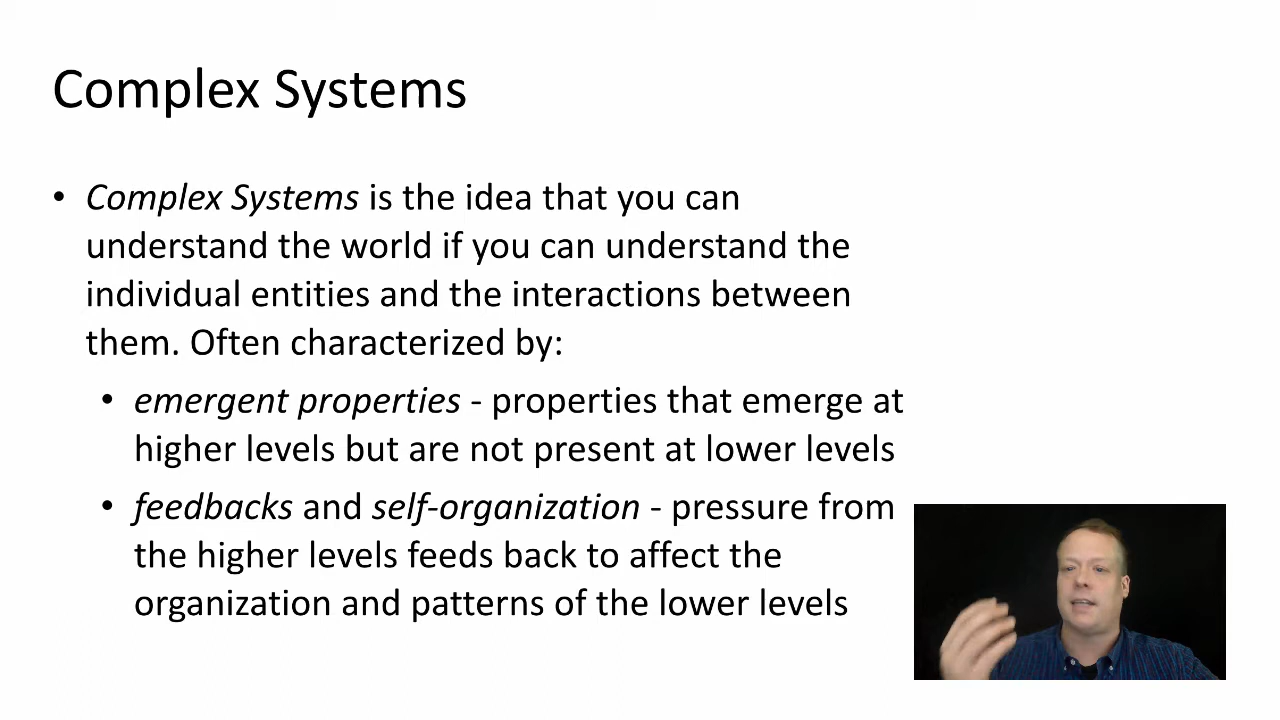 Complex Systems
• Complex Systems is the idea that you can
understand the world if you can understand the
individual entities and the interactions between
them. Often characterized by:
• emergent properties - properties that emerge at
higher levels but are not present at lower levels
• feedbacks and self-organization - pressure from
the higher levels feeds back to affect the
organization and patterns of the lower levels